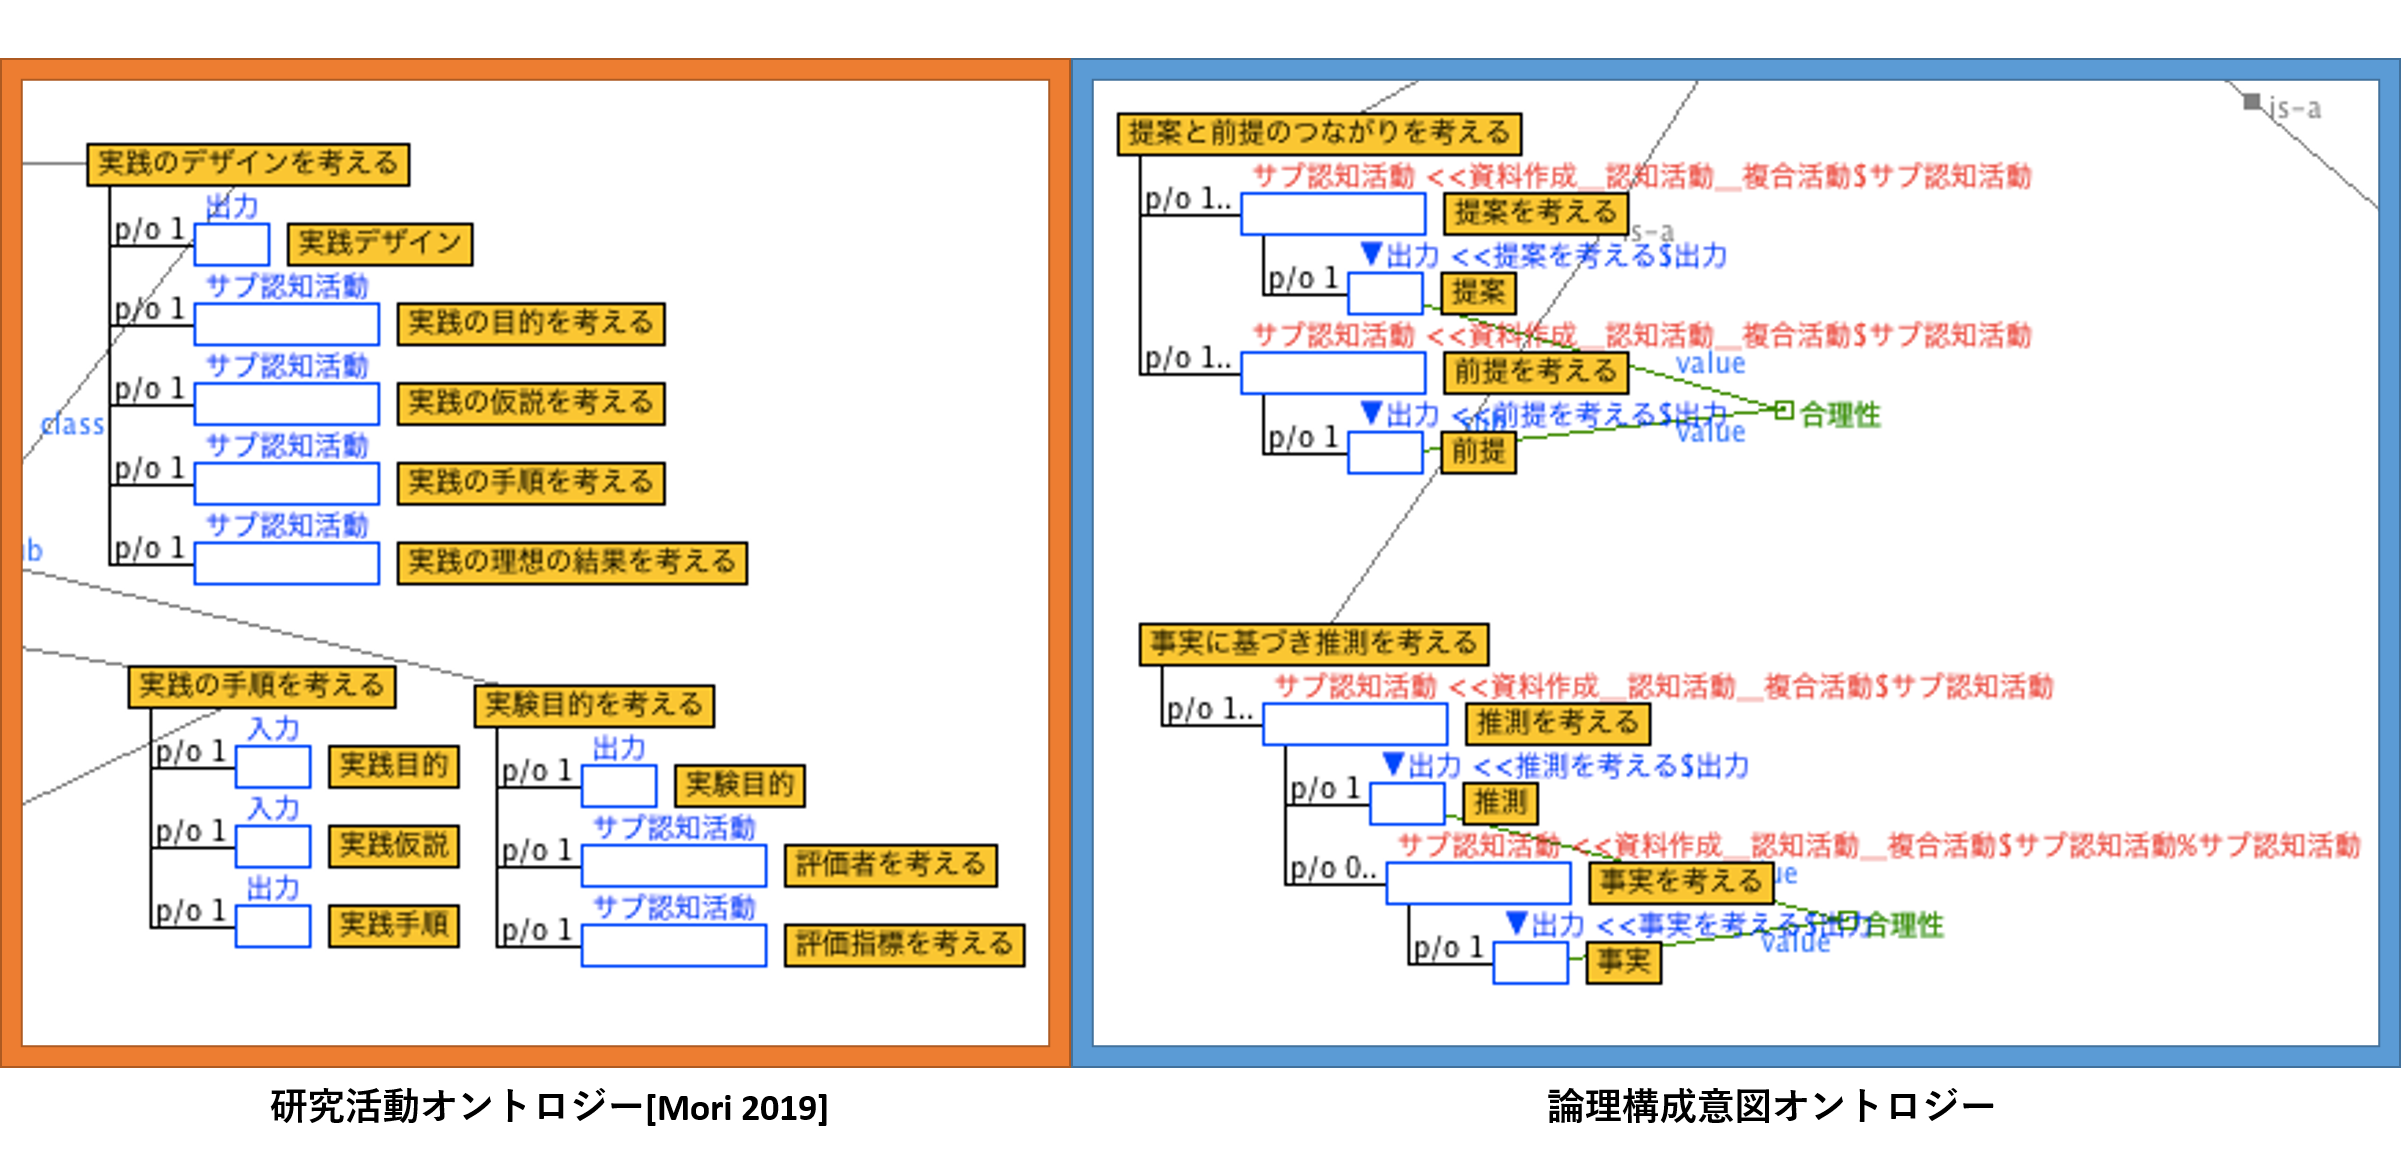 実践のデザインを考える
出力
p/o 1
実践デザイン
サブ認知活動
p/o 1
実践の目的を考える
サブ認知活動
p/o 1
実践の仮説を考える
class
サブ認知活動
p/o 1
実践の手順を考える
サブ認知活動
p/o 1
実践の理想の結果を考える
実践の手順を考える
入力
p/o 1
実践目的
入力
p/o 1
実践仮説
出力
p/o 1
実践手順
実験目的を考える
出力
p/o 1
実験目的
サブ認知活動
p/o 1
評価者を考える
サブ認知活動
p/o 1
評価指標を考える
研究活動オントロジー[Mori 2019]
is-a
提案と前提のつながりを考える
サブ認知活動 <<資料作成__認知活動__複合活動$サブ認知活動
p/o 1..
提案を考える
▼出力 <<提案を考える$出力
p/o 1
提案
サブ認知活動 <<資料作成__認知活動__複合活動$サブ認知活動
p/o 1..
前提を考える
value
▼出力 <<前提を考える$出力
合理性
value
p/o 1
前提
事実に基づき推測を考える
サブ認知活動 <<資料作成__認知活動__複合活動$サブ認知活動
p/o 1..
推測を考える
▼出力 <<推測を考える$出力
p/o 1
推測
サブ認知活動 <<資料作成__認知活動__複合活動$サブ認知活動%サブ認知活動
p/o 0..
事実を考える
▼出力 <<事実を考える$出力
合理性
value
p/o 1
事実
論理構成意図オントロジー